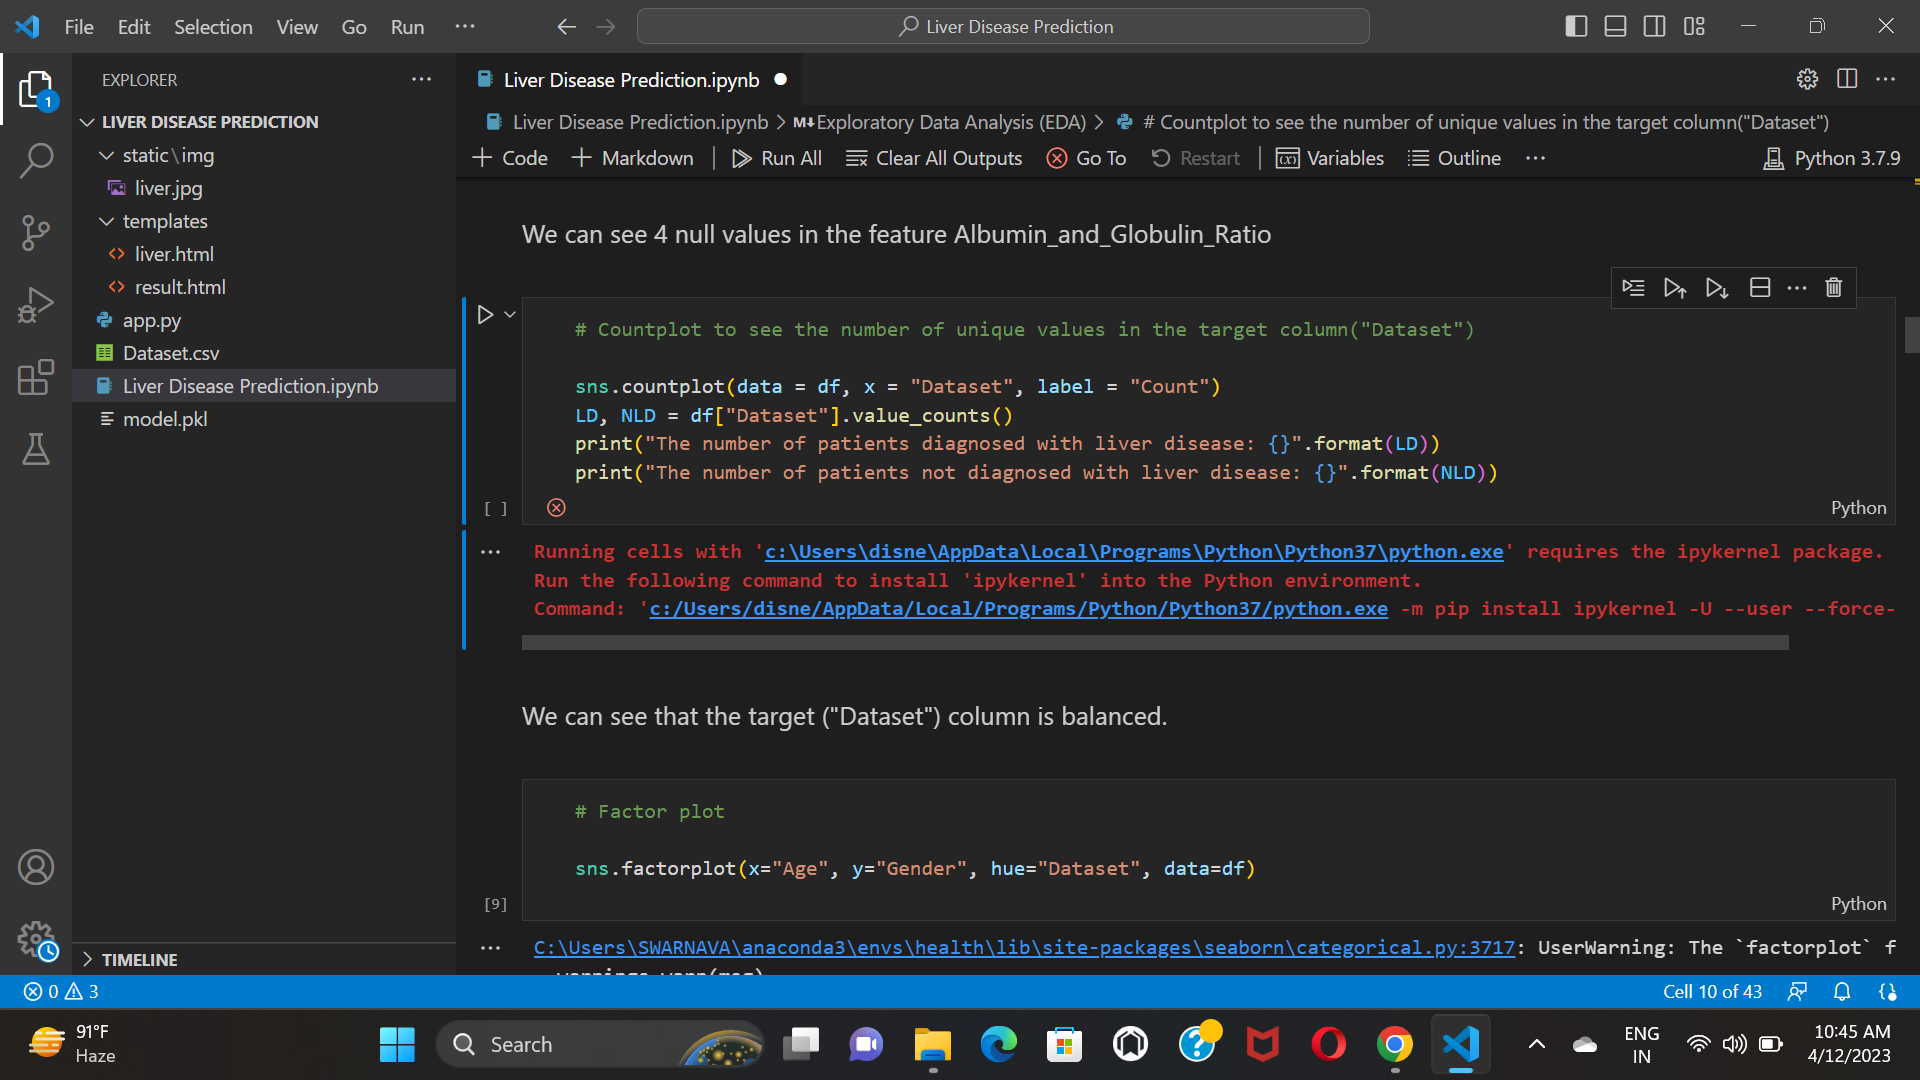 File Edit Selection View Go Run ···
Liver Disease Prediction
EXPLORER
1
LIVER DISEASE PREDICTION
static\img
liver.jpg
templates
liver.html
result.html
app.py
Dataset.csv
Liver Disease Prediction.ipynb
model.pkl
TIMELINE
Liver Disease Prediction.ipynb
Liver Disease Prediction.ipynb > M↓Exploratory Data Analysis (EDA) > # Countplot to see the number of unique values in the target column("Dataset")
+ Code + Markdown | Run All Clear All Outputs Go To Restart | Variables Outline ··· Python 3.7.9
We can see 4 null values in the feature Albumin_and_Globulin_Ratio
# Countplot to see the number of unique values in the target column("Dataset")
sns.countplot(data = df, x = "Dataset", label = "Count")
LD, NLD = df["Dataset"].value_counts()
print("The number of patients diagnosed with liver disease: {}".format(LD))
print("The number of patients not diagnosed with liver disease: {}".format(NLD))
[ ]
Python
Running cells with 'c:\Users\disne\AppData\Local\Programs\Python\Python37\python.exe' requires the ipykernel package.
Run the following command to install 'ipykernel' into the Python environment.
Command: 'c:/Users/disne/AppData/Local/Programs/Python/Python37/python.exe -m pip install ipykernel -U --user --force-
We can see that the target ("Dataset") column is balanced.
# Factor plot
sns.factorplot(x="Age", y="Gender", hue="Dataset", data=df)
[9]
Python
C:\Users\SWARNAVA\anaconda3\envs\health\lib\site-packages\seaborn\categorical.py:3717: UserWarning: The `factorplot` f
warnings.warn(msg)
0 3
Cell 10 of 43
91°F
Haze
Search
ENG
IN
10:45 AM
4/12/2023